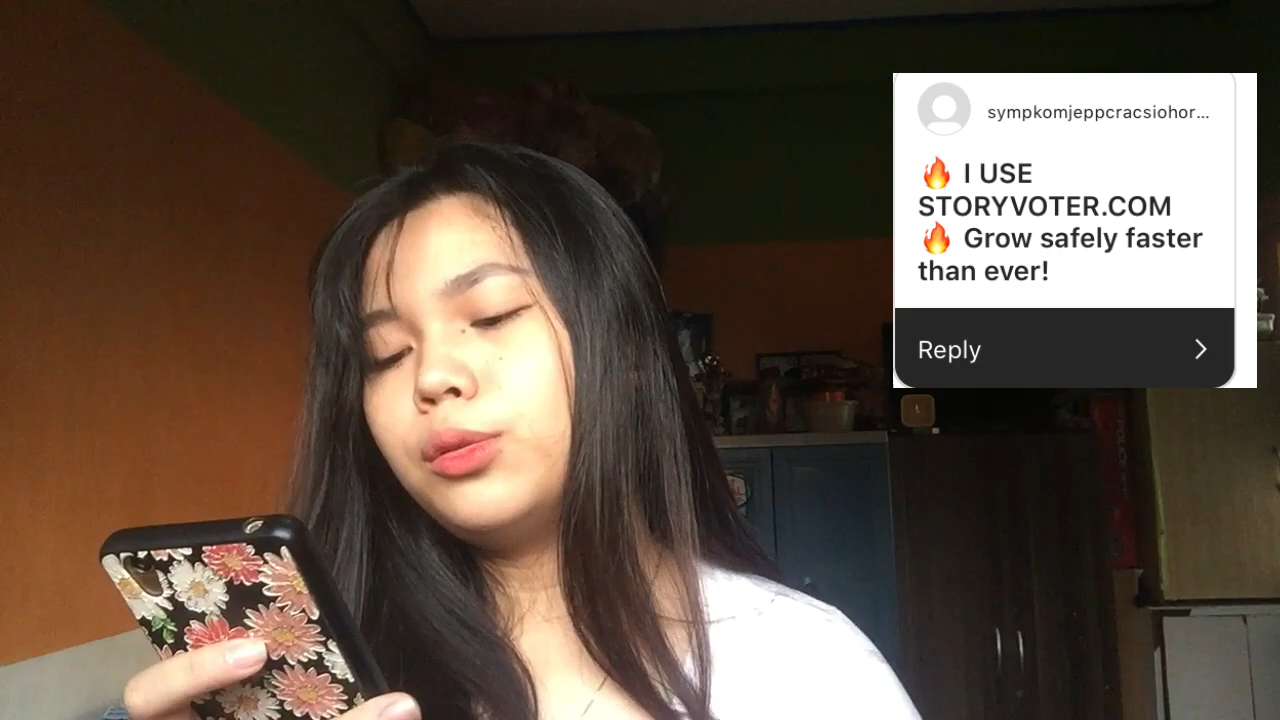 sympkomjeppcracsiohor...
🔥 I USE
STORYVOTER.COM
🔥 Grow safely faster
than ever!
Reply